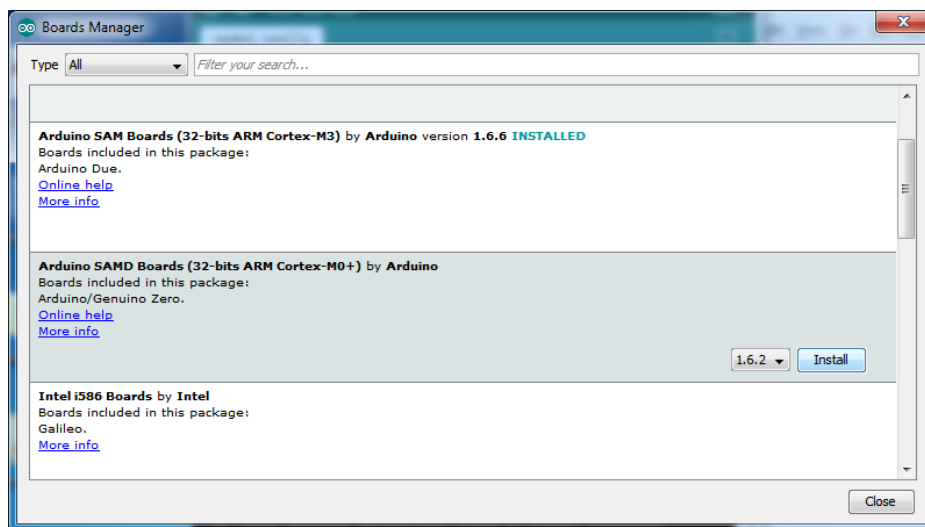 Boards Manager
Type All Filter your search...
Arduino SAM Boards (32-bits ARM Cortex-M3) by Arduino version 1.6.6 INSTALLED
Boards included in this package:
Arduino Due.
Online help
More info
Arduino SAMD Boards (32-bits ARM Cortex-M0+) by Arduino
Boards included in this package:
Arduino/Genuino Zero.
Online help
More info
1.6.2 Install
Intel i586 Boards by Intel
Boards included in this package:
Galileo.
More info
Close